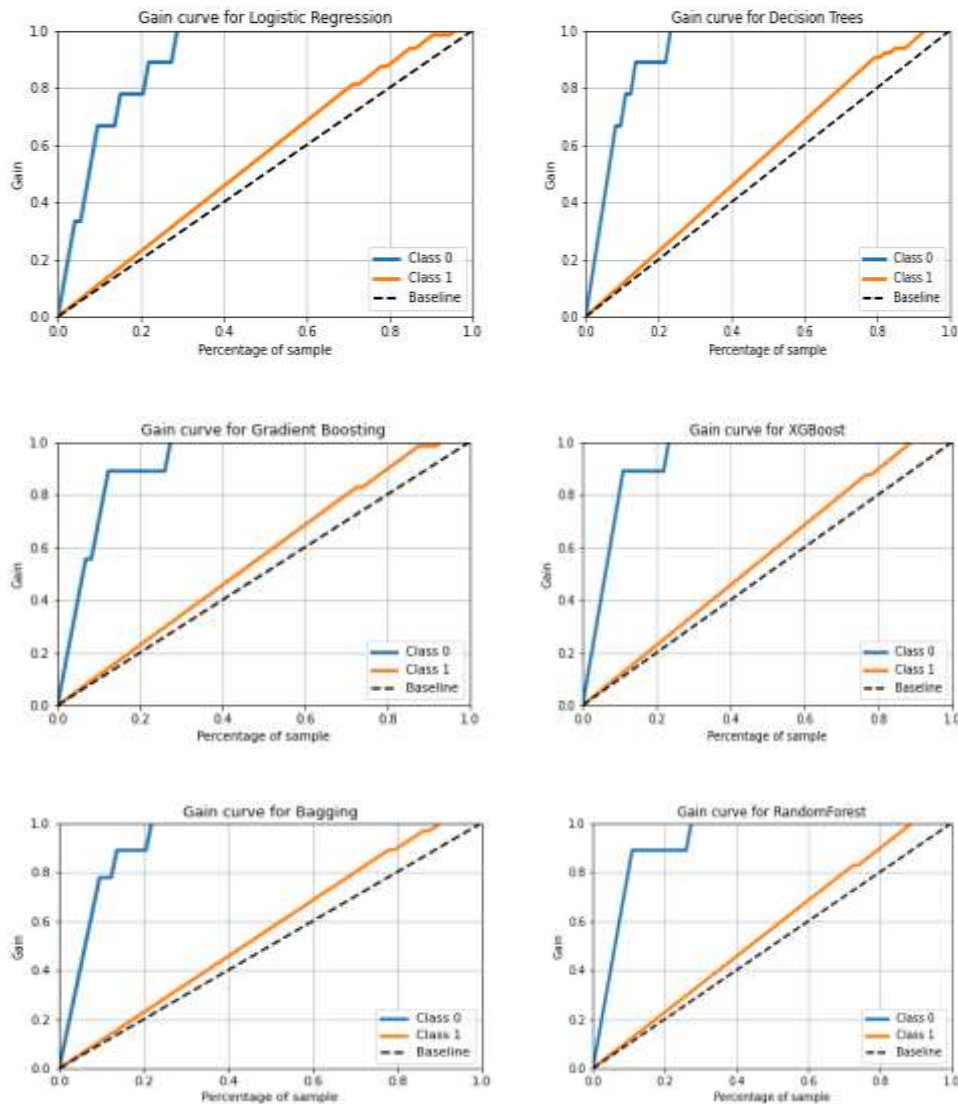 Gain curve for Logistic Regression
1.0
0.8
0.6
0.4
0.2
0.0
Gain
Class 0
Class 1
Baseline
0.0 0.2 0.4 0.6 0.8 1.0
Percentage of sample
Gain curve for Decision Trees
1.0
0.8
0.6
0.4
0.2
0.0
Gain
Class 0
Class 1
Baseline
0.0 0.2 0.4 0.6 0.8 1.0
Percentage of sample
Gain curve for Gradient Boosting
1.0
0.8
0.6
0.4
0.2
0.0
Gain
Class 0
Class 1
Baseline
0.0 0.2 0.4 0.6 0.8 1.0
Percentage of sample
Gain curve for XGBoost
1.0
0.8
0.6
0.4
0.2
0.0
Gain
Class 0
Class 1
Baseline
0.0 0.2 0.4 0.6 0.8 1.0
Percentage of sample
Gain curve for Bagging
1.0
0.8
0.6
0.4
0.2
0.0
Gain
Class 0
Class 1
Baseline
0.0 0.2 0.4 0.6 0.8 1.0
Percentage of sample
Gain curve for RandomForest
1.0
0.8
0.6
0.4
0.2
0.0
Gain
Class 0
Class 1
Baseline
0.0 0.2 0.4 0.6 0.8 1.0
Percentage of sample